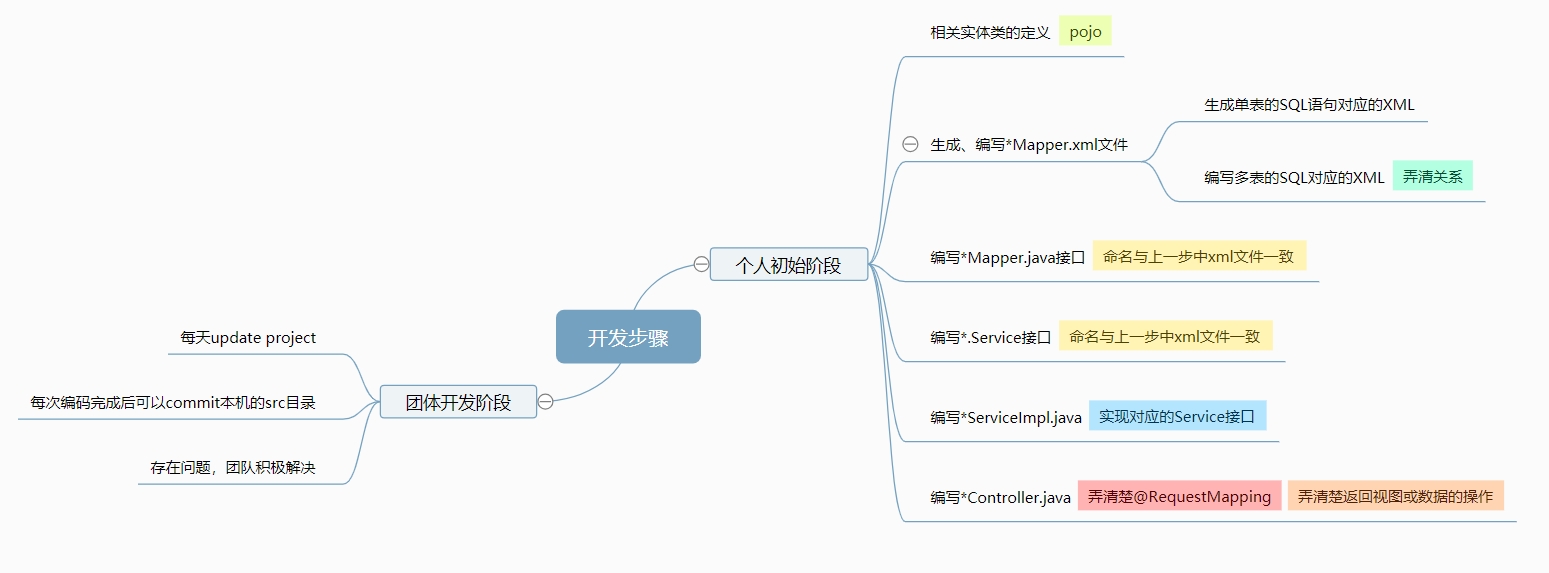 开发步骤
个人初始阶段
相关实体类的定义 pojo
生成、编写*Mapper.xml文件
生成单表的SQL语句对应的XML
编写多表的SQL对应的XML 弄清关系
编写*Mapper.java接口 命名与上一步中xml文件一致
编写*.Service接口 命名与上一步中xml文件一致
编写*ServiceImpl.java 实现对应的Service接口
编写*Controller.java 弄清楚@RequestMapping 弄清楚返回视图或数据的操作
团体开发阶段
每天update project
每次编码完成后可以commit本机的src目录
存在问题，团队积极解决